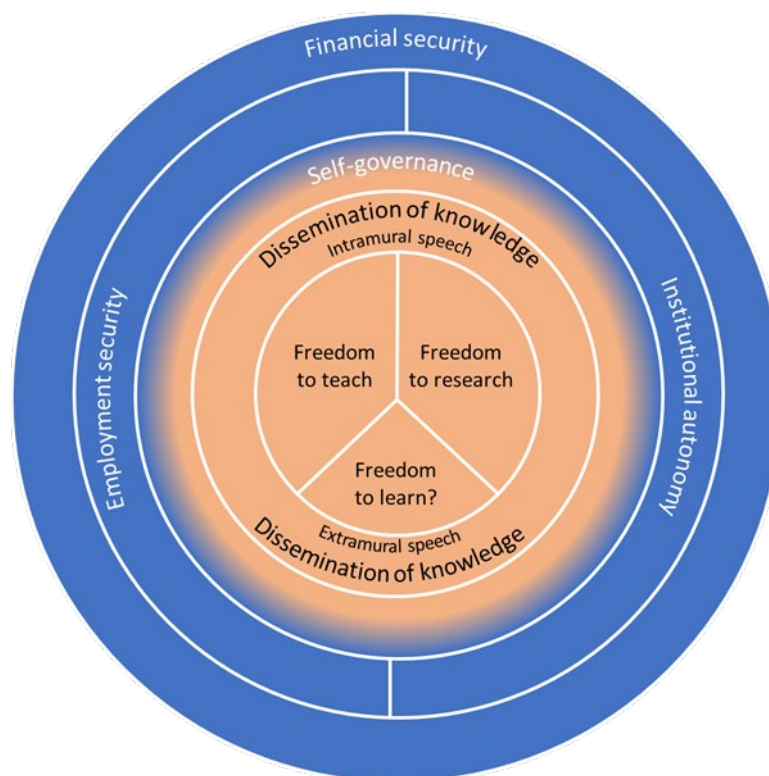 Financial security
Self-governance
Dissemination of knowledge
Intramural speech
Employment security
Institutional autonomy
Freedom
to teach
Freedom
to research
Freedom
to learn?
Extramural speech
Dissemination of knowledge